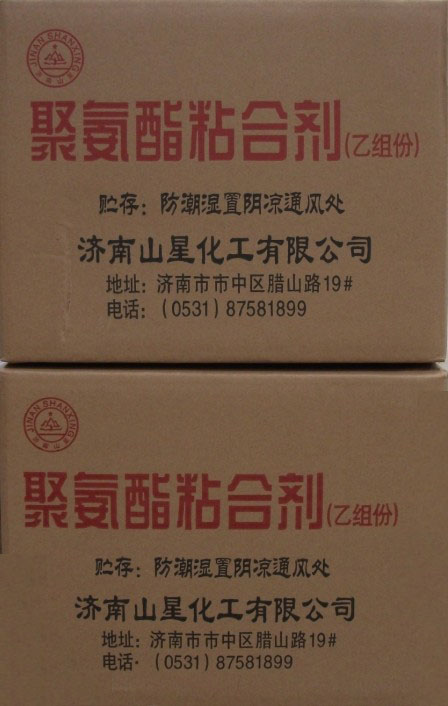 JINAN SHANXING
聚氨酯粘合剂(乙组份)
贮存：防潮湿置阴凉通风处
济南山星化工有限公司
地址：济南市市中区腊山路19#
电话：(0531) 87581899
JINAN SHANXING
聚氨酯粘合剂(乙组份)
贮存：防潮湿置阴凉通风处
济南山星化工有限公司
地址：济南市市中区腊山路19#
电话·(0531) 87581899